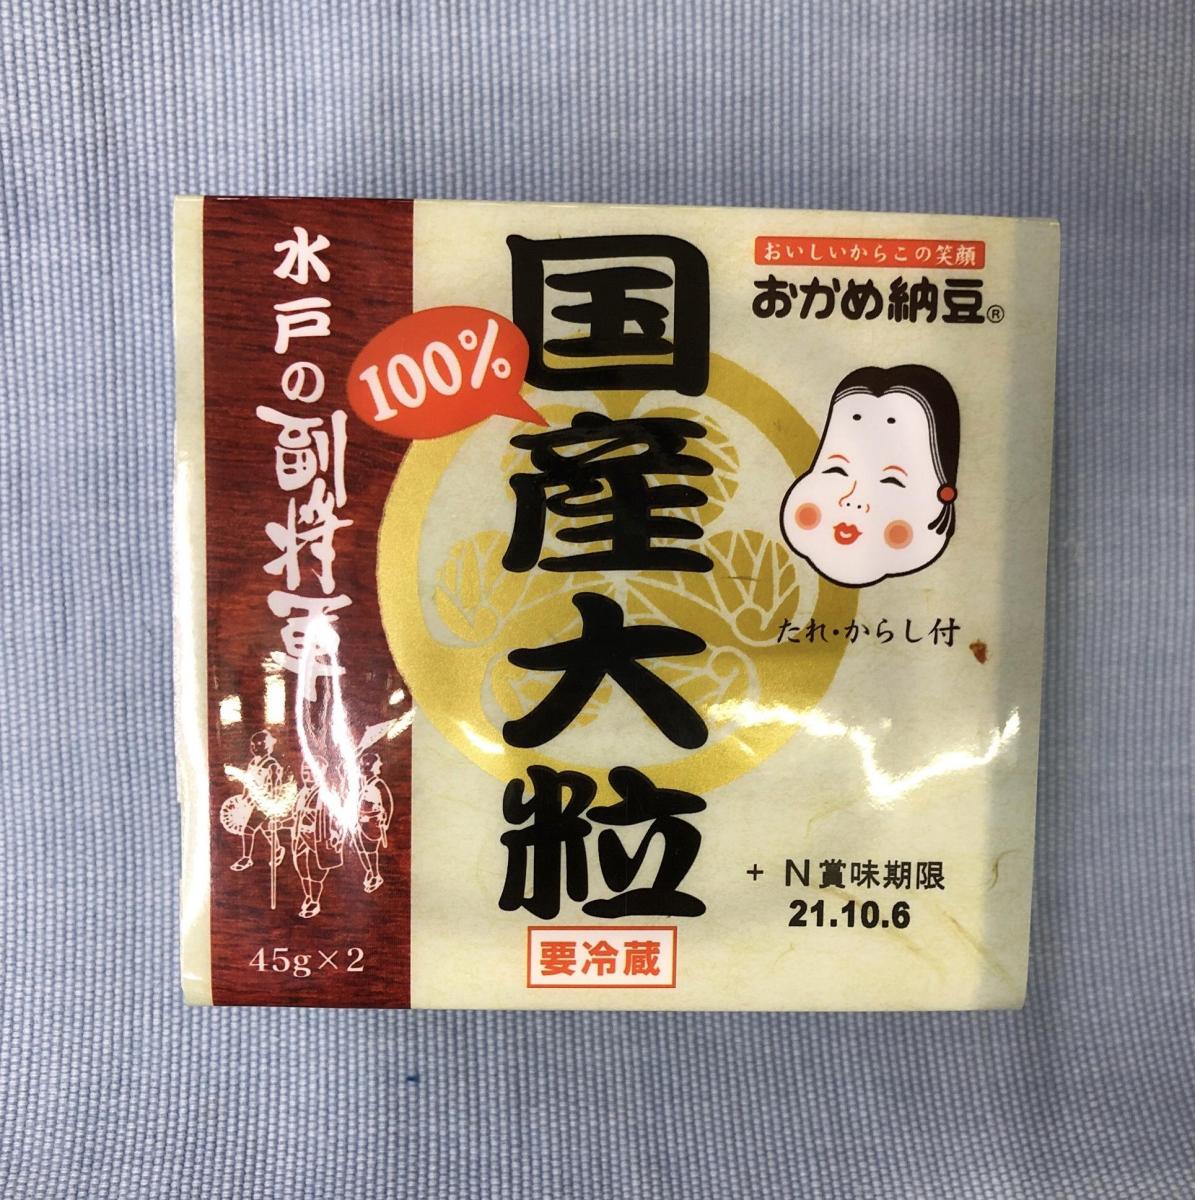 水戸の副将軍
100%
国産大粒
おいしいからこの笑顔
おかめ納豆®
たれ・からし付
+ N賞味期限
21.10.6
45g×2
要冷蔵